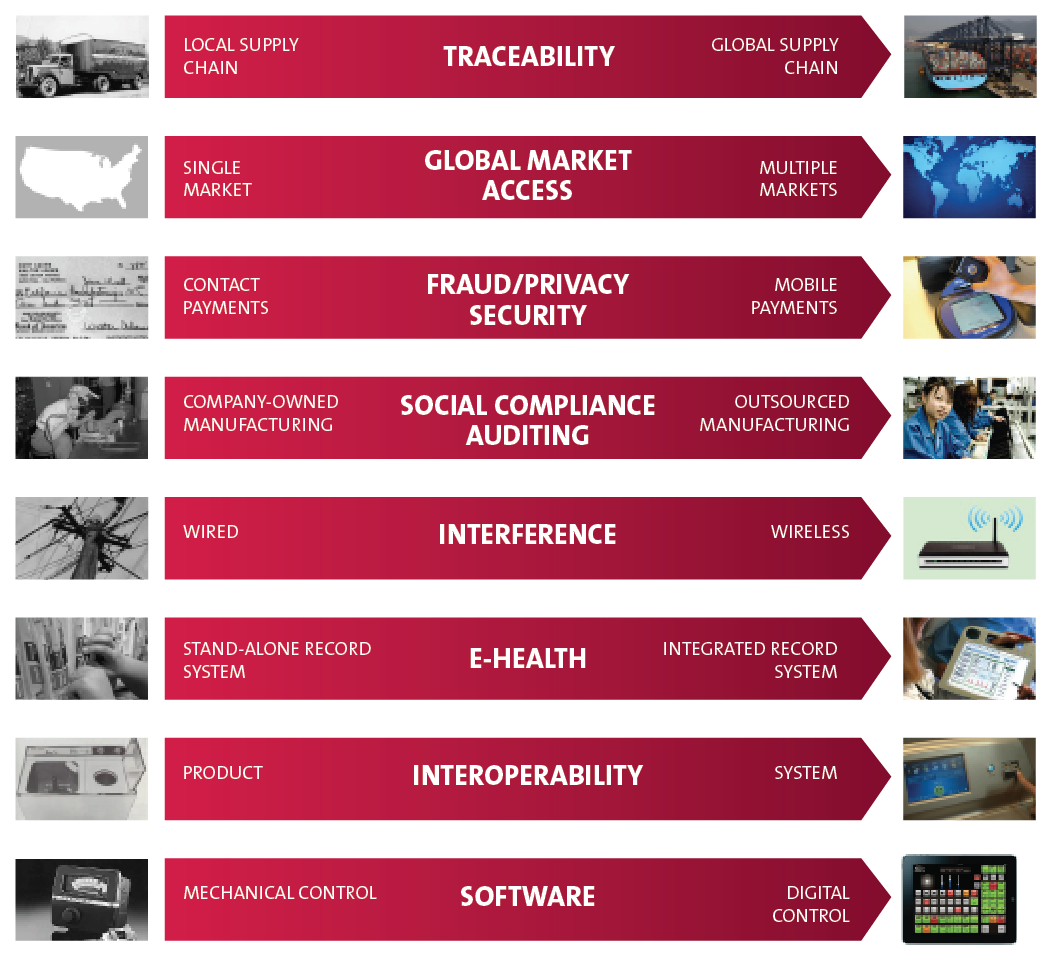 LOCAL SUPPLY
CHAIN
TRACEABILITY
GLOBAL SUPPLY
CHAIN
SINGLE
MARKET
GLOBAL MARKET
ACCESS
MULTIPLE
MARKETS
CONTACT
PAYMENTS
FRAUD/PRIVACY
SECURITY
MOBILE
PAYMENTS
COMPANY-OWNED
MANUFACTURING
SOCIAL COMPLIANCE
AUDITING
OUTSOURCED
MANUFACTURING
WIRED
INTERFERENCE
WIRELESS
STAND-ALONE RECORD
SYSTEM
E-HEALTH
INTEGRATED RECORD
SYSTEM
PRODUCT
INTEROPERABILITY
SYSTEM
MECHANICAL CONTROL
SOFTWARE
DIGITAL
CONTROL